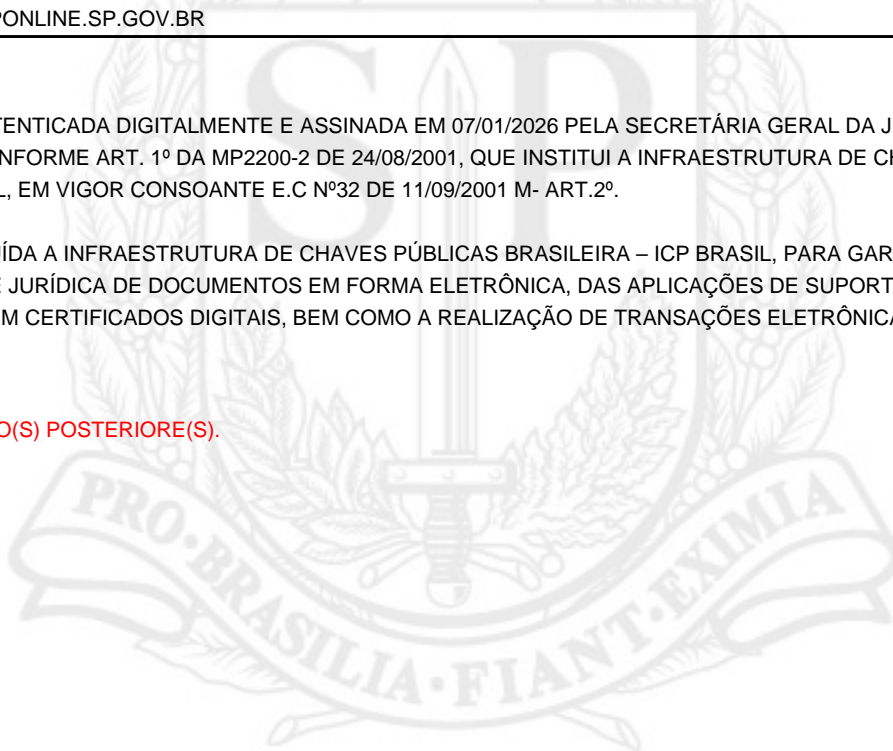 PONLINE.SP.GOV.BR
TENTICADA DIGITALMENTE E ASSINADA EM 07/01/2026 PELA SECRETÁRIA GERAL DA J
NFORME ART. 1º DA MP2200-2 DE 24/08/2001, QUE INSTITUI A INFRAESTRUTURA DE CH
L, EM VIGOR CONSOANTE E.C Nº32 DE 11/09/2001 M- ART.2º.
UÍDA A INFRAESTRUTURA DE CHAVES PÚBLICAS BRASILEIRA – ICP BRASIL, PARA GAR
E JURÍDICA DE DOCUMENTOS EM FORMA ELETRÔNICA, DAS APLICAÇÕES DE SUPORT
EM CERTIFICADOS DIGITAIS, BEM COMO A REALIZAÇÃO DE TRANSAÇÕES ELETRÔNICA
O(S) POSTERIORE(S).
SP
PRO·BRASILIA·FIANT·EXIMIA